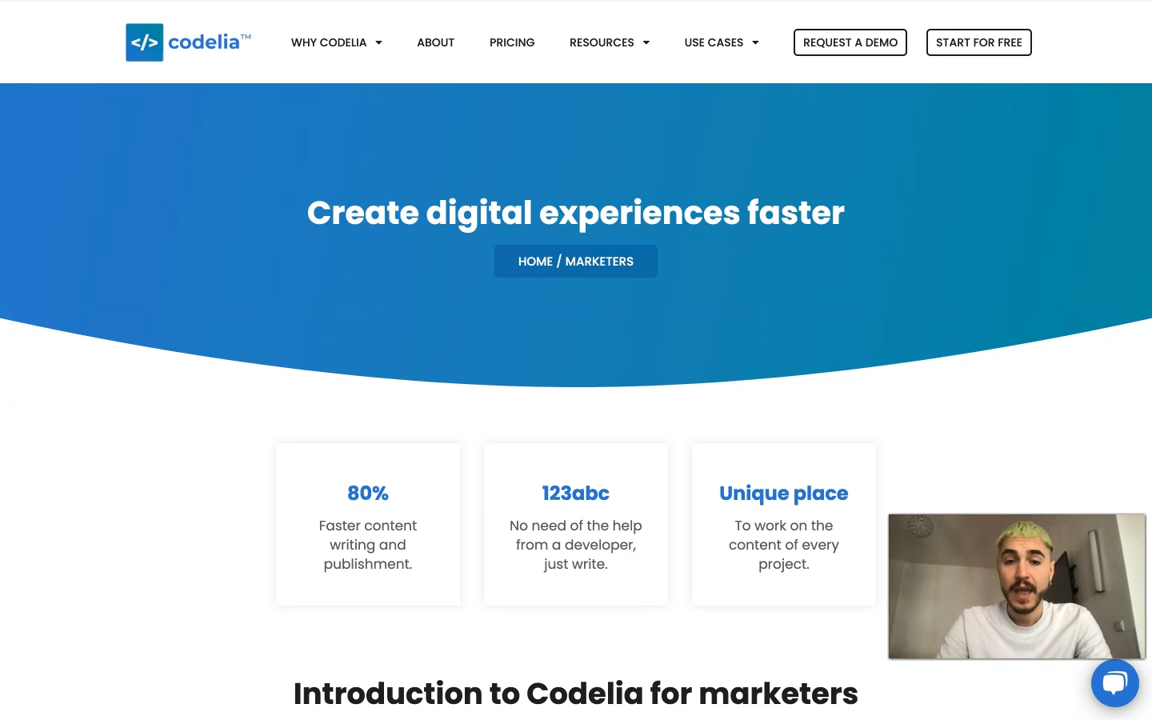 </> codelia™
WHY CODELIA ABOUT PRICING RESOURCES USE CASES REQUEST A DEMO START FOR FREE
Create digital experiences faster
HOME / MARKETERS
80%
Faster content
writing and
publishment.
123abc
No need of the help
from a developer,
just write.
Unique place
To work on the
content of every
project.
Introduction to Codelia for marketers